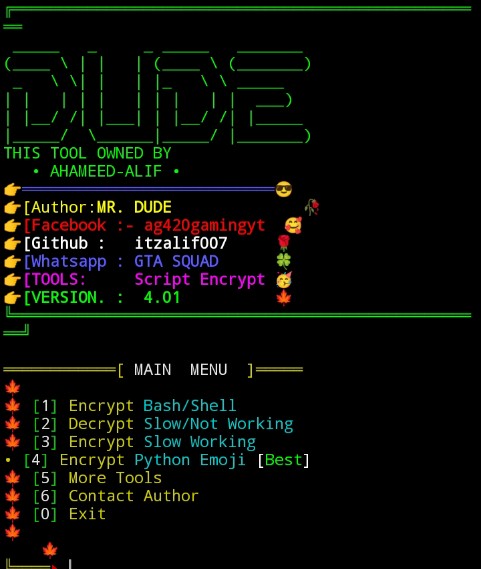 DUDE
THIS TOOL OWNED BY
• AHAMEED-ALIF •
[Author:MR. DUDE
[Facebook :- ag420gamingyt
[Github :   itzalif007
[Whatsapp : GTA SQUAD
[TOOLS:     Script Encrypt
[VERSION. :  4.01
[ MAIN  MENU  ]
[1] Encrypt Bash/Shell
[2] Decrypt Slow/Not Working
[3] Encrypt Slow Working
• [4] Encrypt Python Emoji [Best]
[5] More Tools
[6] Contact Author
[0] Exit